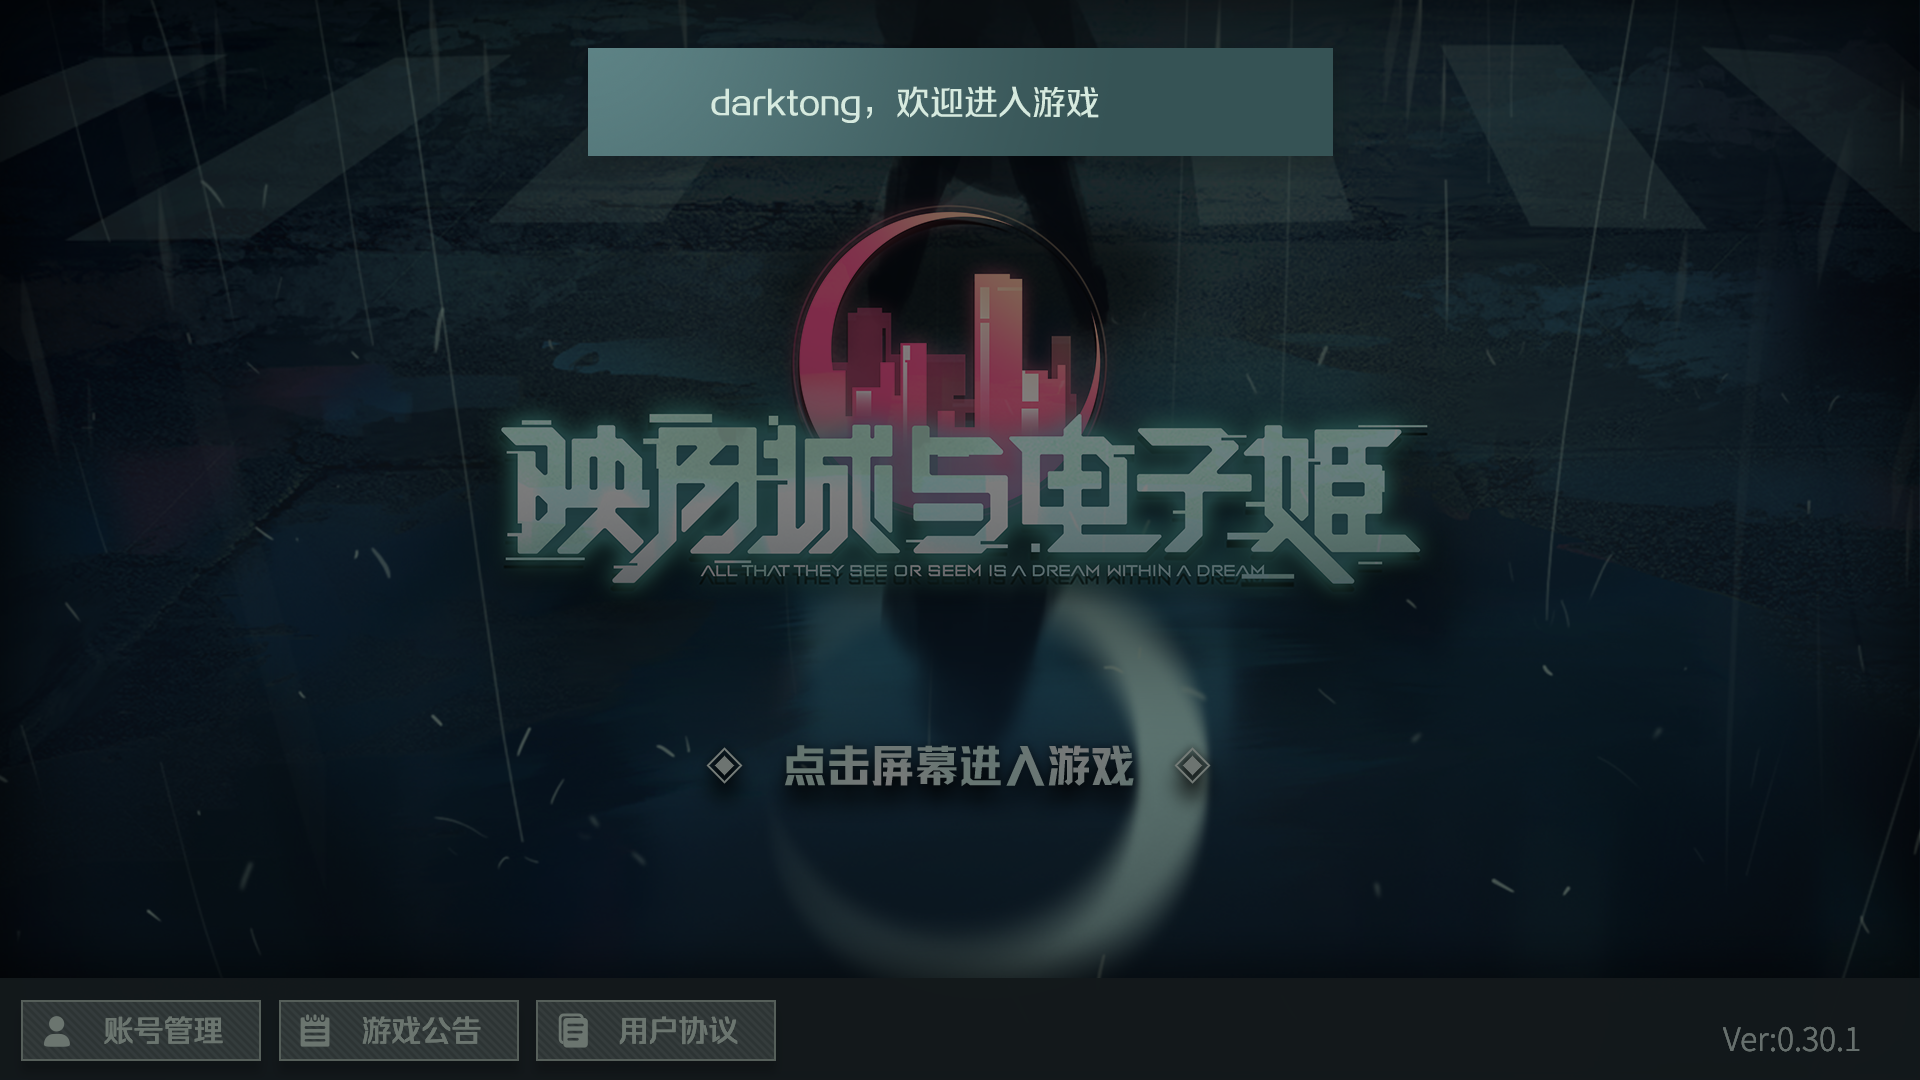 darktong，欢迎进入游戏
映月城与电子姬
ALL THAT THEY SEE OR SEEM IS A DREAM WITHIN A DREAM
点击屏幕进入游戏
账号管理
游戏公告
用户协议
Ver:0.30.1